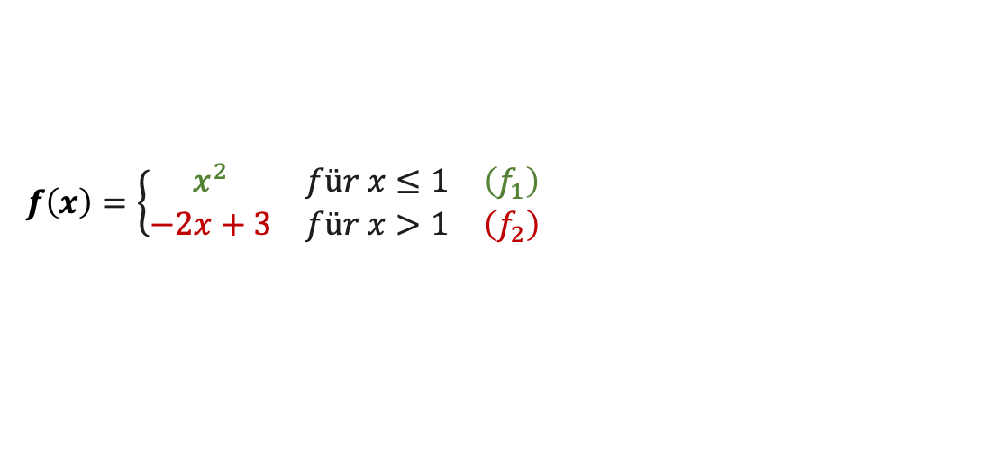 f(x) = { x² für x ≤ 1 (f₁)
−2x + 3 für x > 1 (f₂)